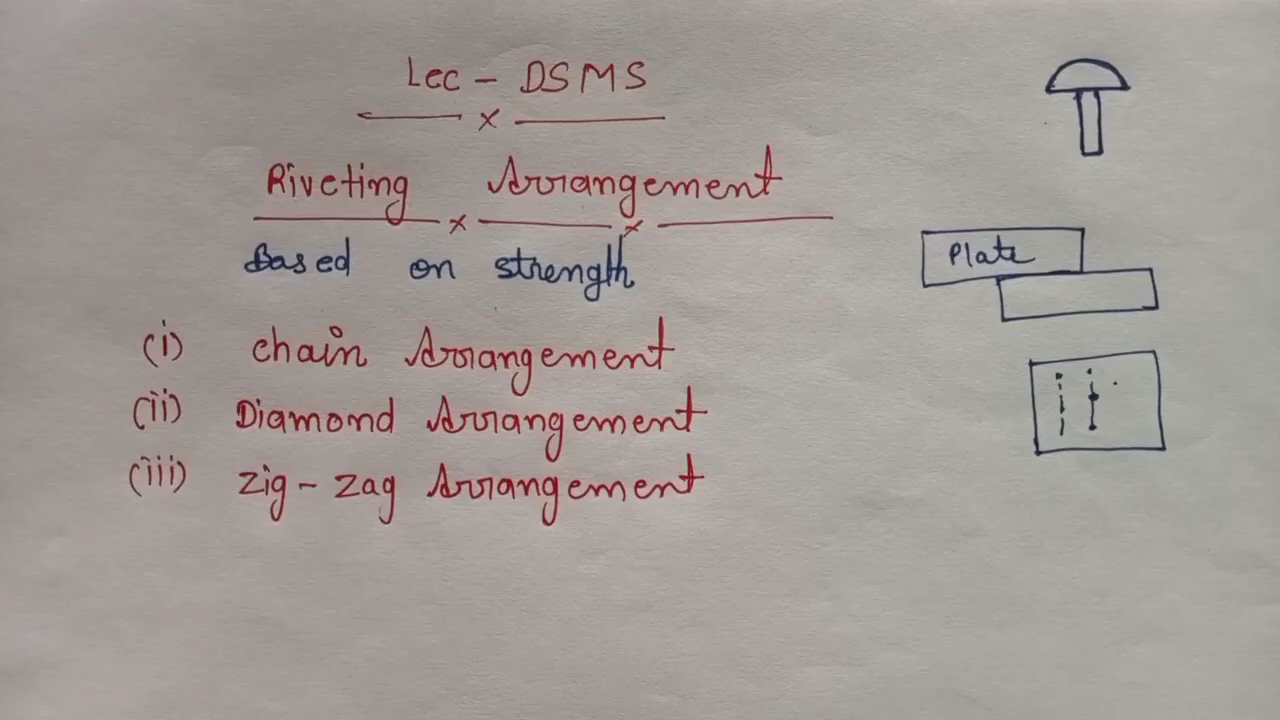 Lec - DSMS
Riveting Arrangement
Based on strength
(i) chain Arrangement
(ii) Diamond Arrangement
(iii) zig-zag Arrangement
Plate